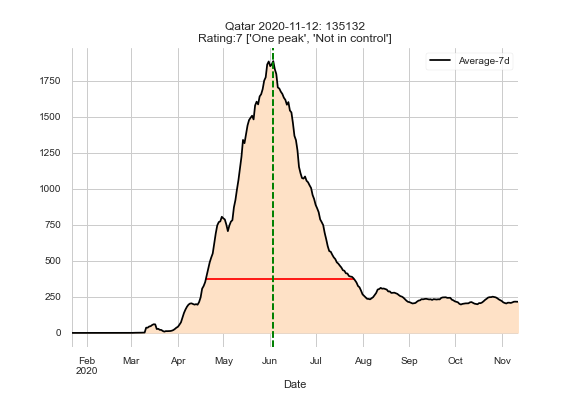 Qatar 2020-11-12: 135132
Rating:7 ['One peak', 'Not in control']
Average-7d
1750
1500
1250
1000
750
500
250
0
Feb Mar Apr May Jun Jul Aug Sep Oct Nov
2020
Date